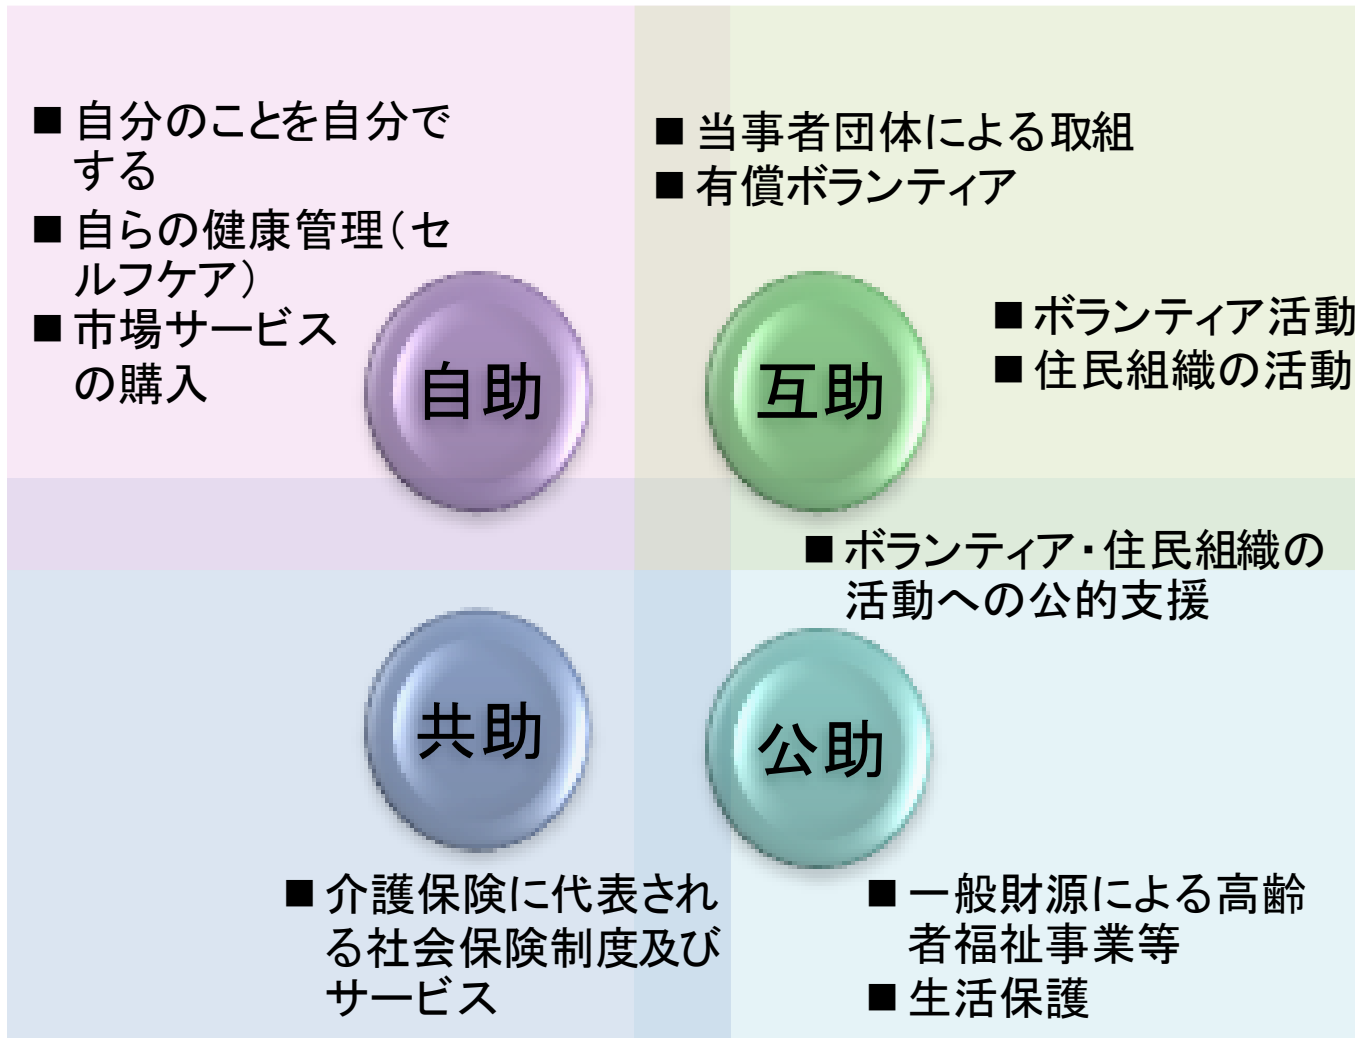 ■ 自分のことを自分で
する
■ 自らの健康管理（セ
ルフケア）
■ 市場サービス
の購入
自助
■ 当事者団体による取組
■ 有償ボランティア
互助
■ ボランティア活動
■ 住民組織の活動
■ ボランティア・住民組織の
活動への公的支援
共助
■ 介護保険に代表され
る社会保険制度及び
サービス
公助
■ 一般財源による高齢
者福祉事業等
■ 生活保護